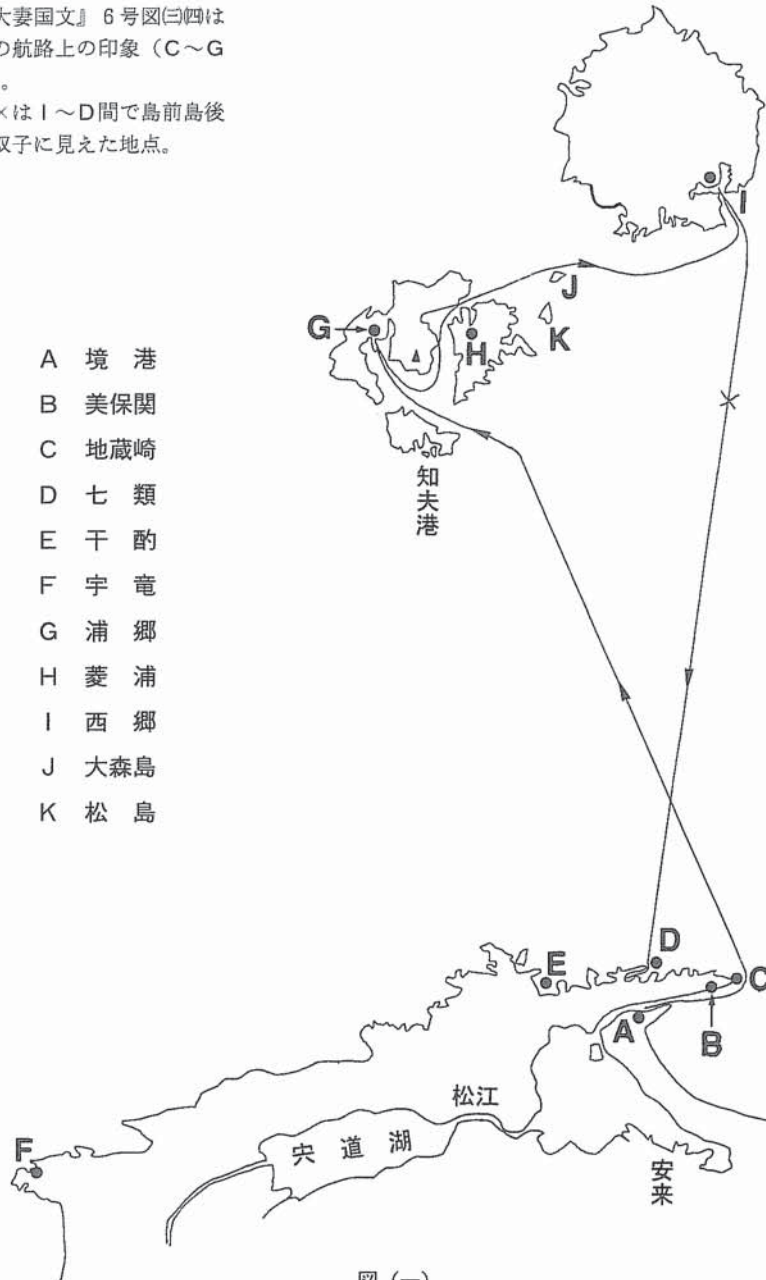 大妻国文』6号図㈢㈣は
の航路上の印象（C～G
。
×はI～D間で島前島後
双子に見えた地点。
I
J
G
H
K
A 境港
B 美保関
C 地蔵崎
D 七類
E 干酌
F 宇竜
G 浦郷
H 菱浦
I 西郷
J 大森島
K 松島
知夫港
D
E
C
A
B
松江
F
宍道湖
安来